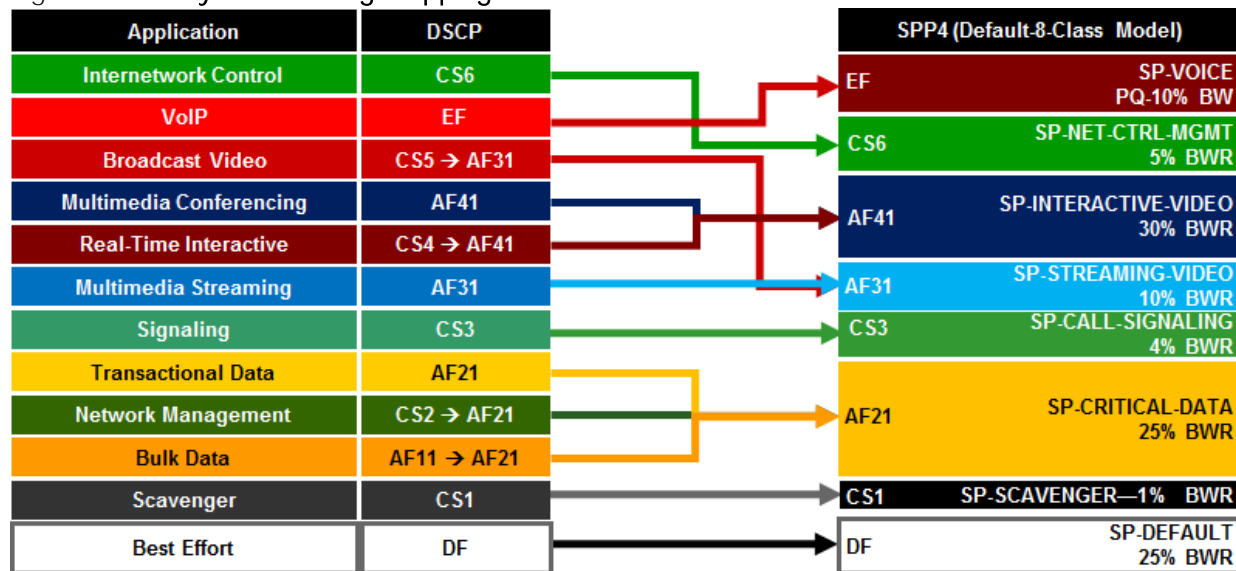 Application DSCP SPP4 (Default-8-Class Model)
Internetwork Control CS6
VoIP EF
Broadcast Video CS5 → AF31
Multimedia Conferencing AF41
Real-Time Interactive CS4 → AF41
Multimedia Streaming AF31
Signaling CS3
Transactional Data AF21
Network Management CS2 → AF21
Bulk Data AF11 → AF21
Scavenger CS1
Best Effort DF
EF SP-VOICE
PQ-10% BW
CS6 SP-NET-CTRL-MGMT
5% BWR
AF41 SP-INTERACTIVE-VIDEO
30% BWR
AF31 SP-STREAMING-VIDEO
10% BWR
CS3 SP-CALL-SIGNALING
4% BWR
AF21 SP-CRITICAL-DATA
25% BWR
CS1 SP-SCAVENGER—1% BWR
DF SP-DEFAULT
25% BWR